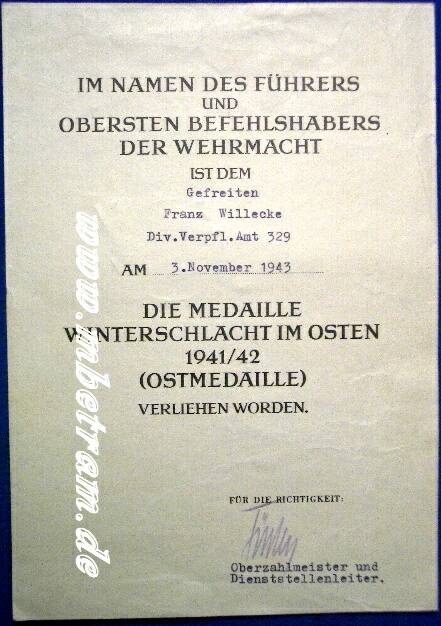 IM NAMEN DES FÜHRERS
UND
OBERSTEN BEFEHLSHABERS
DER WEHRMACHT
IST DEM
Gefreiten
Franz Willecke
Div.Verpfl.Amt 329
AM 3.November 1943
DIE MEDAILLE
WINTERSCHLACHT IM OSTEN
1941/42
(OSTMEDAILLE)
VERLIEHEN WORDEN.
FÜR DIE RICHTIGKEIT:
Oberzahlmeister und
Dienststellenleiter.
www.mbetram.de